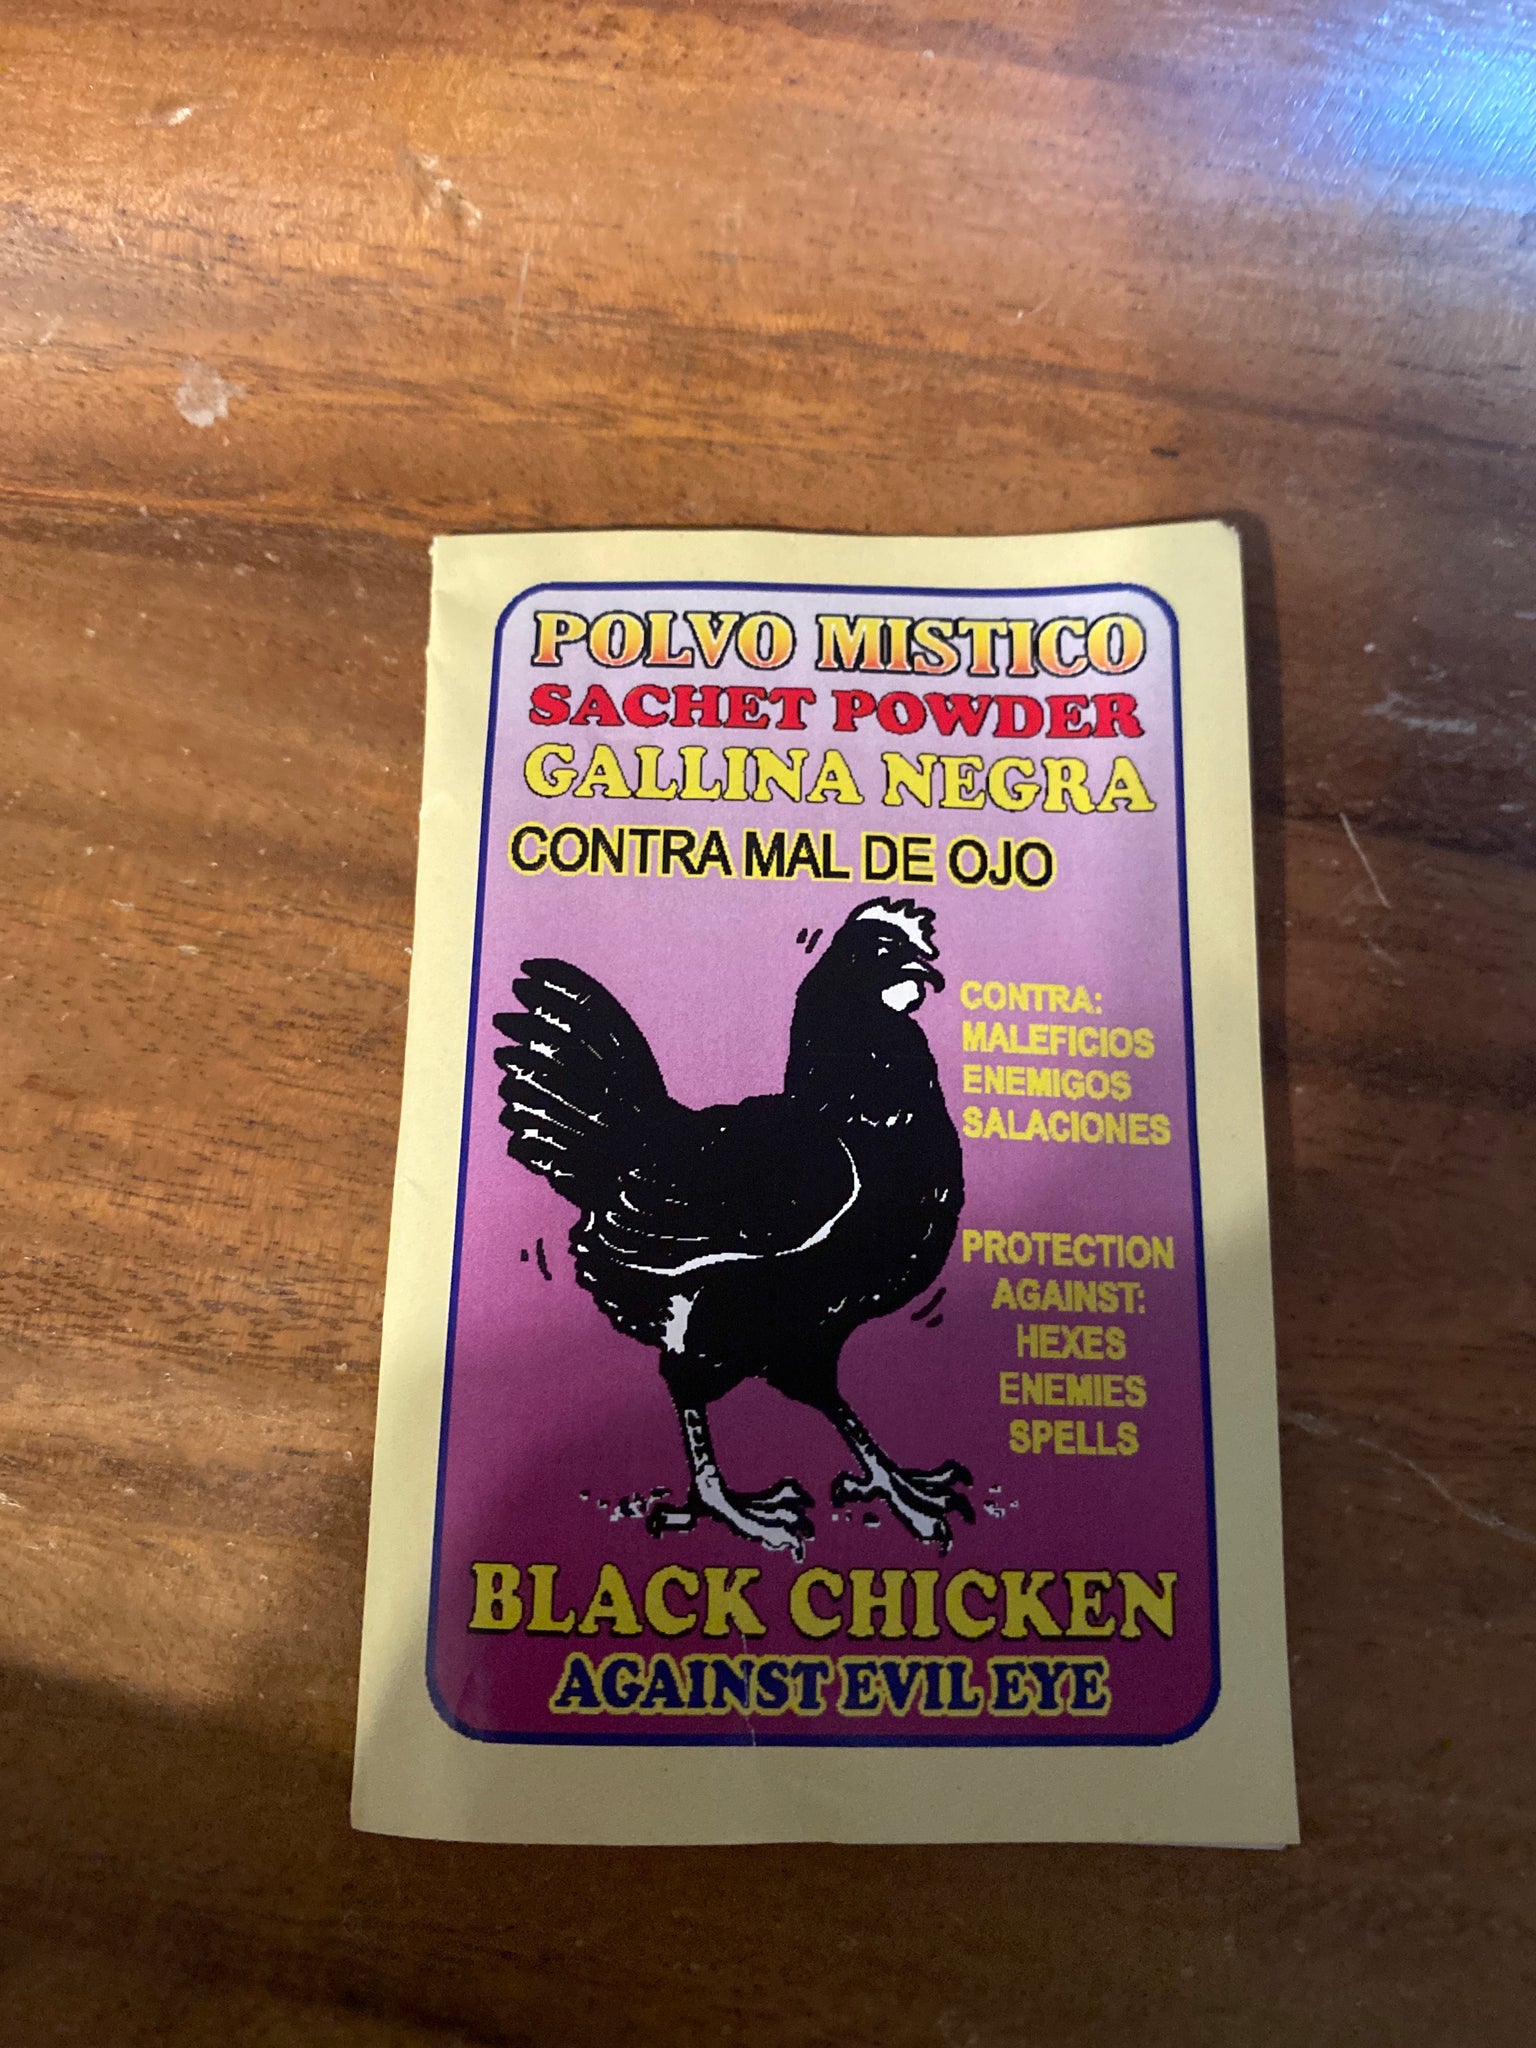 POLVO MISTICO
SACHET POWDER
GALLINA NEGRA
CONTRA MAL DE OJO
CONTRA:
MALEFICIOS
ENEMIGOS
SALACIONES
PROTECTION
AGAINST:
HEXES
ENEMIES
SPELLS
BLACK CHICKEN
AGAINST EVIL EYE